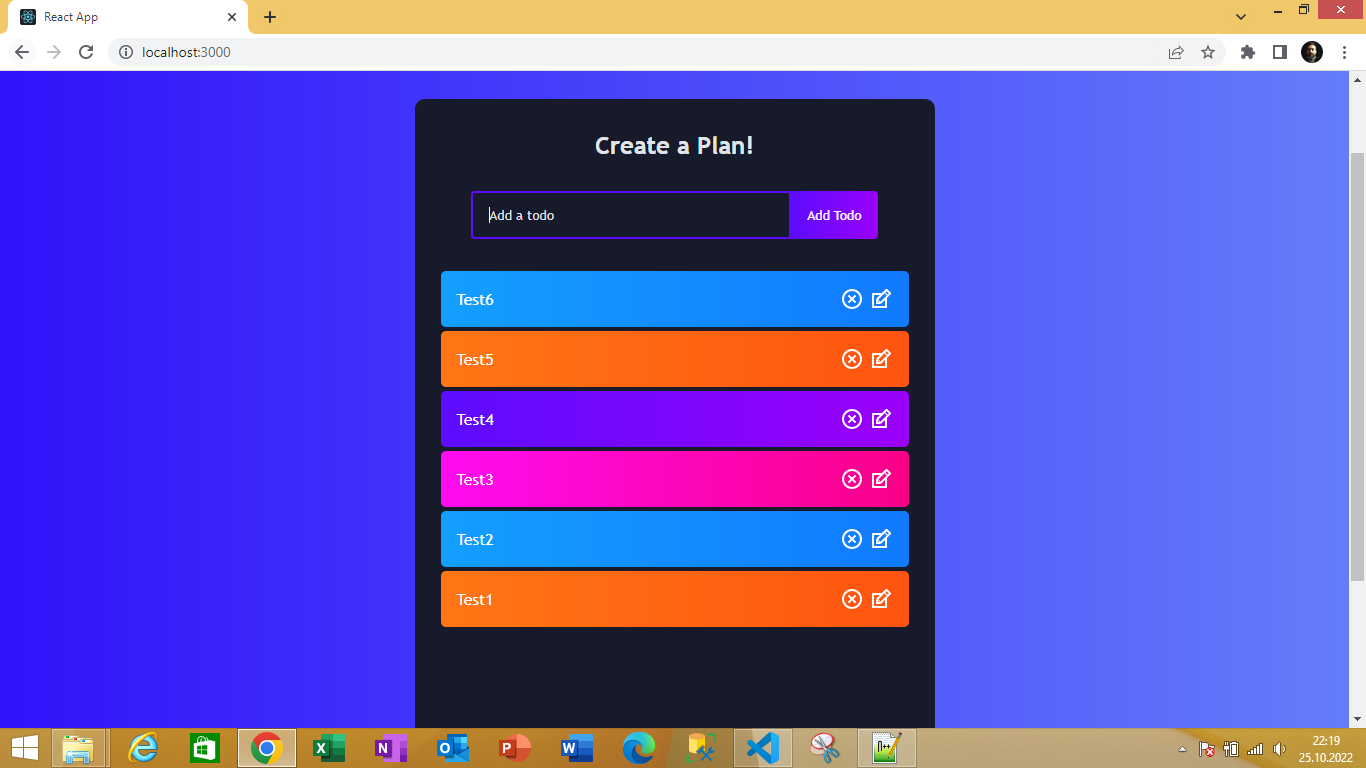 React App
localhost:3000
Create a Plan!
Add a todo
Add Todo
Test6
Test5
Test4
Test3
Test2
Test1
22:19
25.10.2022